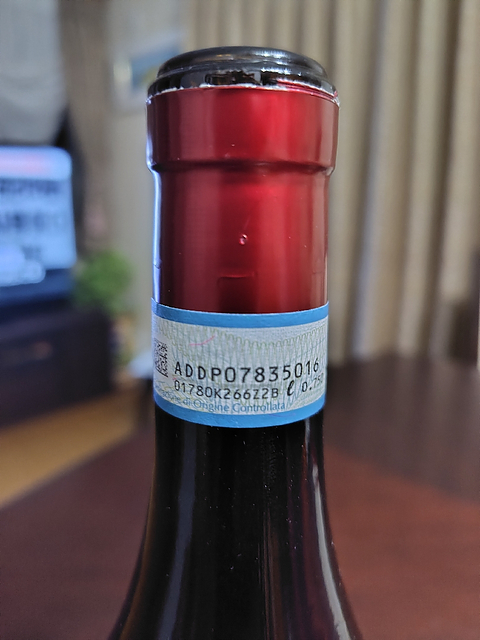 ADDP07835016
01780K266Z2B ℓ 0.75
di Origine Controllata